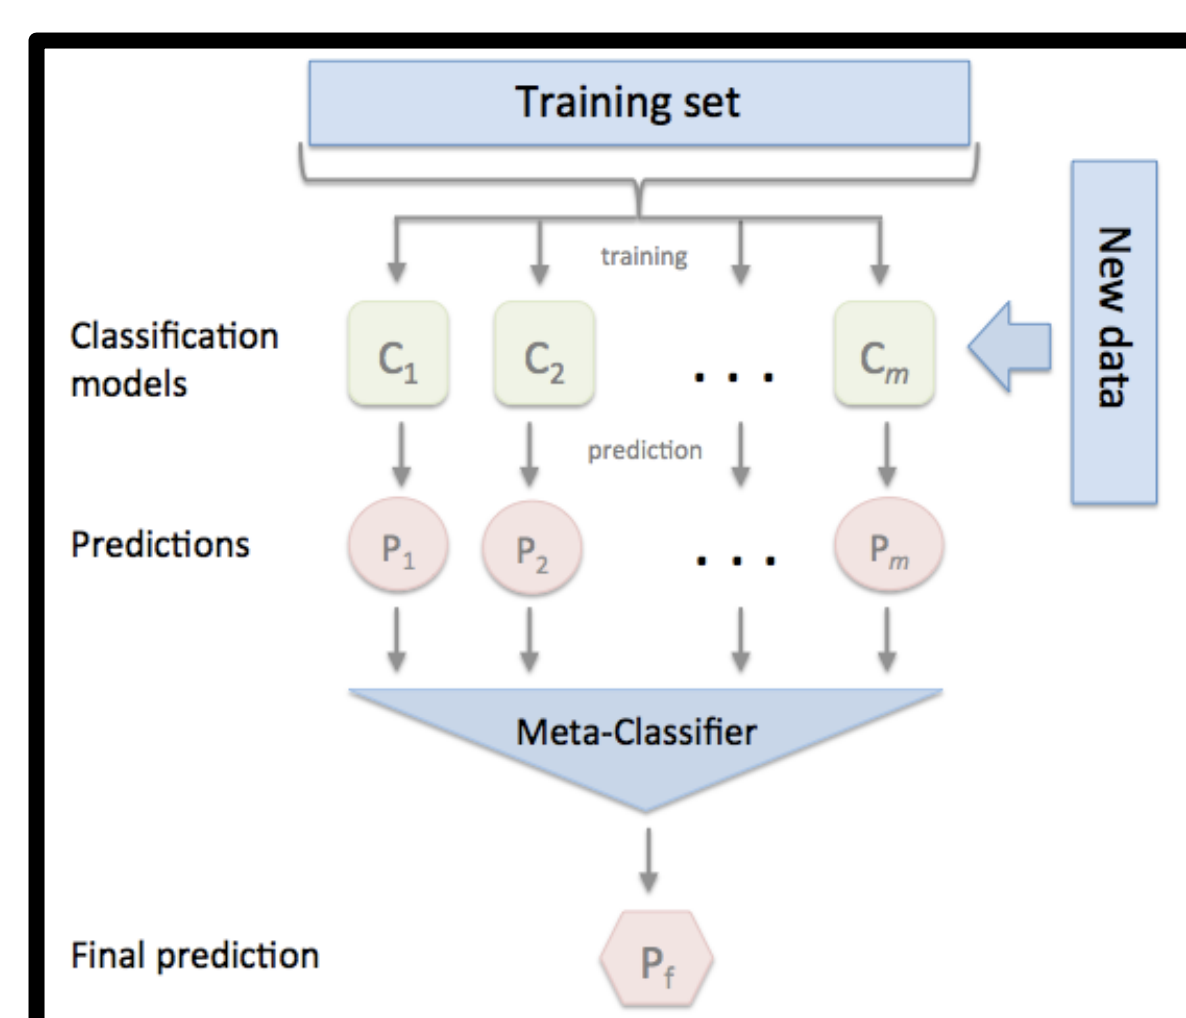 Training set
training
New data
Classification
models
C1
C2
. . .
Cm
prediction
Predictions
P1
P2
. . .
Pm
Meta-Classifier
Final prediction
Pf